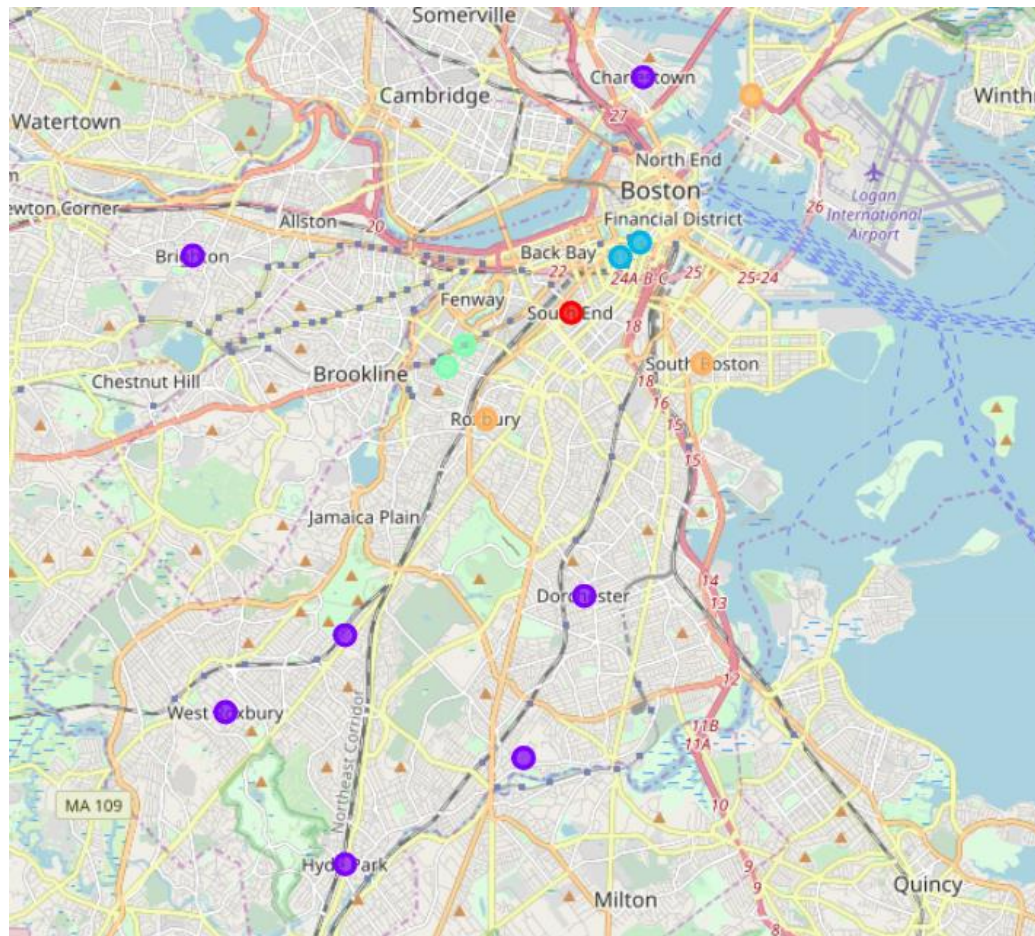 Somerville
Charlestown
Cambridge
Winthr
Watertown
27
m
North End
Boston
Logan
International
Airport
ewton Corner
Allston
20
Financial District
26
Brighton
Back Bay
22
24A-B-C
25
25-24
Fenway
South End
18
Chestnut Hill
Brookline
South Boston
18
16
Roxbury
15
15
Jamaica Plain
14
Dorchester
13
12
West Roxbury
11B
11A
Northeast Corridor
MA 109
10
Hyde Park
9
9
Milton
Quincy
8